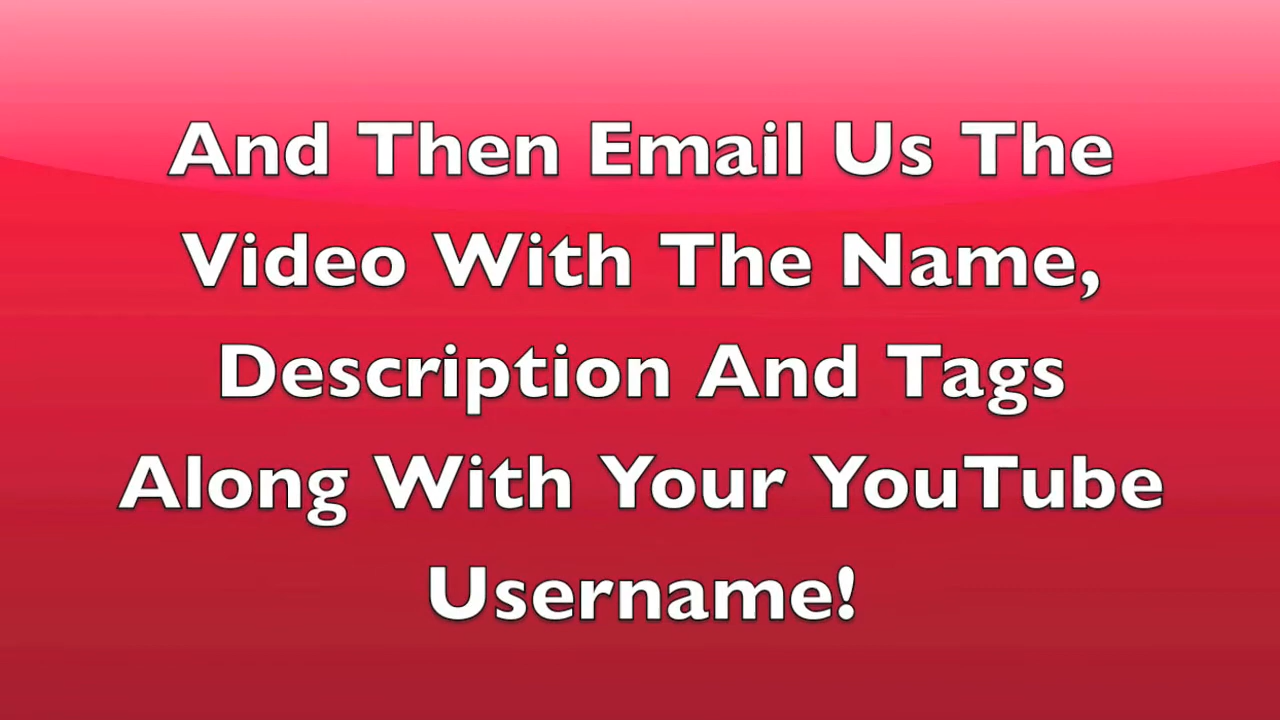 And Then Email Us The
Video With The Name,
Description And Tags
Along With Your YouTube
Username!